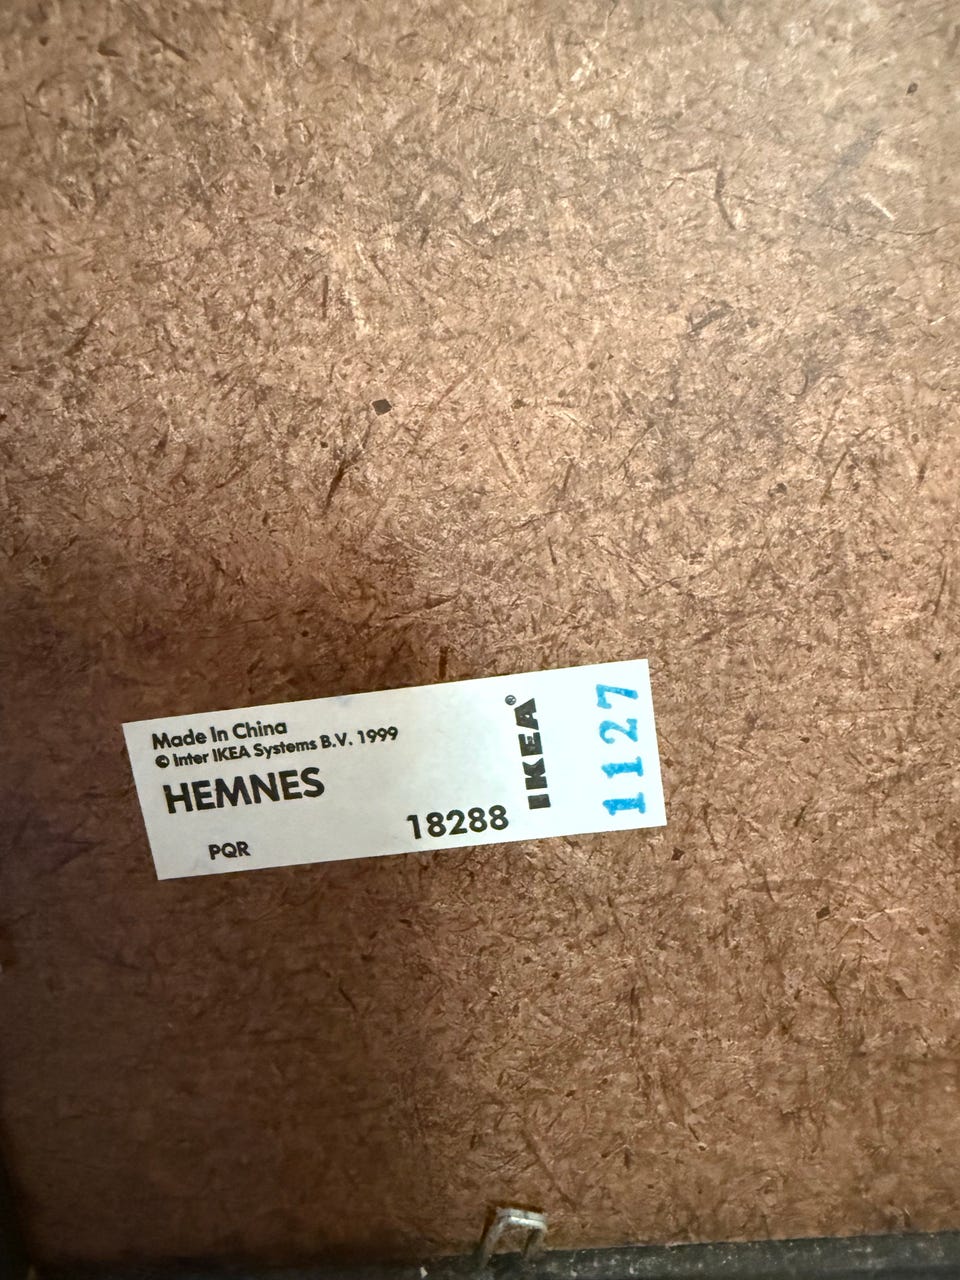 Made In China
© Inter IKEA Systems B.V. 1999
HEMNES
18288
PQR
IKEA®
1127